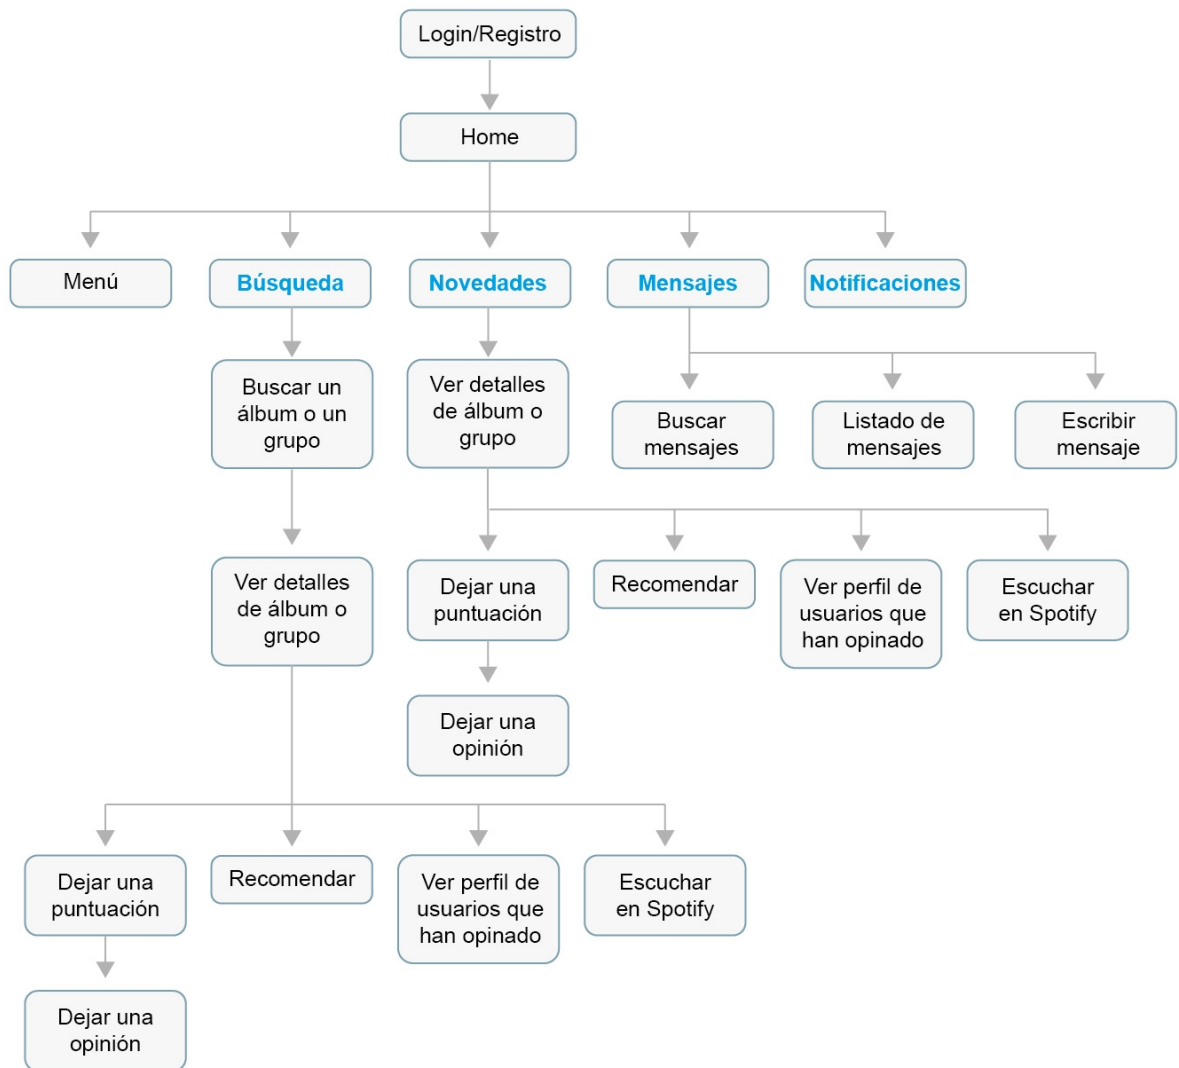 Login/Registro
Home
Menú
Búsqueda
Novedades
Mensajes
Notificaciones
Buscar un
álbum o un
grupo
Ver detalles
de álbum o
grupo
Buscar
mensajes
Listado de
mensajes
Escribir
mensaje
Ver detalles
de álbum o
grupo
Dejar una
puntuación
Recomendar
Ver perfil de
usuarios que
han opinado
Escuchar
en Spotify
Dejar una
opinión
Dejar una
puntuación
Recomendar
Ver perfil de
usuarios que
han opinado
Escuchar
en Spotify
Dejar una
opinión